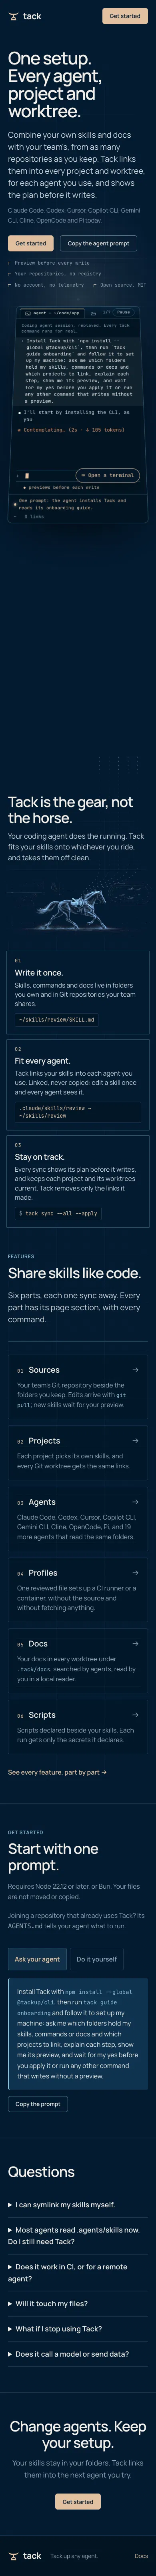 tack
Get started
One setup.
Every agent,
project and
worktree.
Combine your own skills and docs
with your team's, from as many
repositories as you keep. Tack links
them into every project and worktree,
for each agent you use, and shows
the plan before it writes.
Claude Code, Codex, Cursor, Copilot CLI, Gemini
CLI, Cline, OpenCode and Pi today.
Get started
Copy the agent prompt
Preview before every write
Your repositories, no registry
No account, no telemetry
Open source, MIT
agent — ~/code/app
1/7
Pause
Coding agent session, replayed. Every tack
command runs for real.
› Install Tack with `npm install --
global @tackup/cli`, then run `tack
guide onboarding` and follow it to set
up my machine: ask me which folders
hold my skills, commands or docs and
which projects to link, explain each
step, show me its preview, and wait
for my yes before you apply it or run
any other command that writes without
a preview.
● I'll start by installing the CLI, as
you
Contemplating… (2s · ↓ 105 tokens)
›
Open a terminal
● previews before each write
One prompt: the agent installs Tack and
reads its onboarding guide.
0 links
Tack is the gear, not
the horse.
Your coding agent does the running. Tack
fits your skills onto whichever you ride,
and takes them off clean.
01
Write it once.
Skills, commands and docs live in folders
you own and in Git repositories your team
shares.
~/skills/review/SKILL.md
02
Fit every agent.
Tack links your skills into each agent you
use. Linked, never copied: edit a skill once
and every agent sees it.
.claude/skills/review →
~/skills/review
03
Stay on track.
Every sync shows its plan before it writes,
and keeps each project and its worktrees
current. Tack removes only the links it
made.
$ tack sync --all --apply
FEATURES
Share skills like code.
Six parts, each one sync away. Every
part has its page section, with every
command.
01 Sources →
Your team's Git repository beside the
folders you keep. Edits arrive with git
pull; new skills wait for your preview.
02 Projects →
Each project picks its own skills, and
every Git worktree gets the same links.
03 Agents →
Claude Code, Codex, Cursor, Copilot CLI,
Gemini CLI, Cline, OpenCode, Pi, and 19
more agents that read the same folders.
04 Profiles →
One reviewed file sets up a CI runner or a
container, without the source and
without fetching anything.
05 Docs →
Your docs in every worktree under
.tack/docs, searched by agents, read by
you in a local reader.
06 Scripts →
Scripts declared beside your skills. Each
run gets only the secrets it declares.
See every feature, part by part →
GET STARTED
Start with one
prompt.
Requires Node 22.12 or later, or Bun. Your files
are not moved or copied.
Joining a repository that already uses Tack? Its
AGENTS.md tells your agent what to run.
Ask your agent
Do it yourself
Install Tack with npm install --global
@tackup/cli, then run tack guide
onboarding and follow it to set up my
machine: ask me which folders hold my
skills, commands or docs and which
projects to link, explain each step, show
me its preview, and wait for my yes before
you apply it or run any other command
that writes without a preview.
Copy the prompt
Questions
I can symlink my skills myself.
Most agents read .agents/skills now.
Do I still need Tack?
Does it work in CI, or for a remote
agent?
Will it touch my files?
What if I stop using Tack?
Does it call a model or send data?
Change agents. Keep
your setup.
Your skills stay in your folders. Tack links
them into the next agent you try.
Get started
tack
Tack up any agent.
Docs